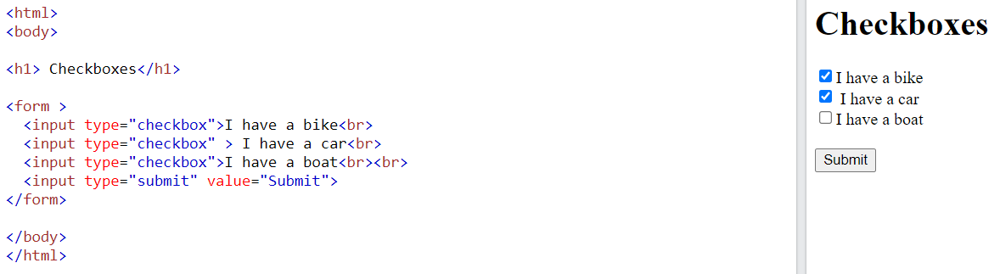 <html>
<body>
<h1> Checkboxes</h1>
<form >
<input type="checkbox">I have a bike<br>
<input type="checkbox" > I have a car<br>
<input type="checkbox">I have a boat<br><br>
<input type="submit" value="Submit">
</form>
</body>
</html>
Checkboxes
I have a bike
I have a car
I have a boat
Submit